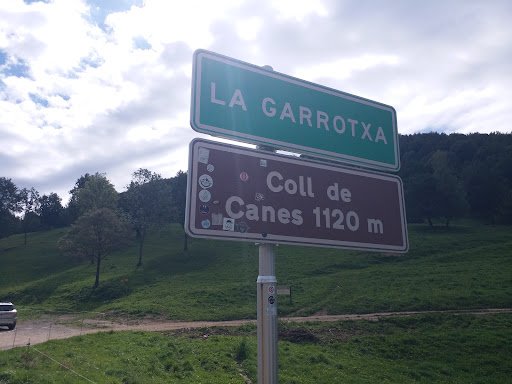 LA GARROTXA
Coll de
Canes 1120 m